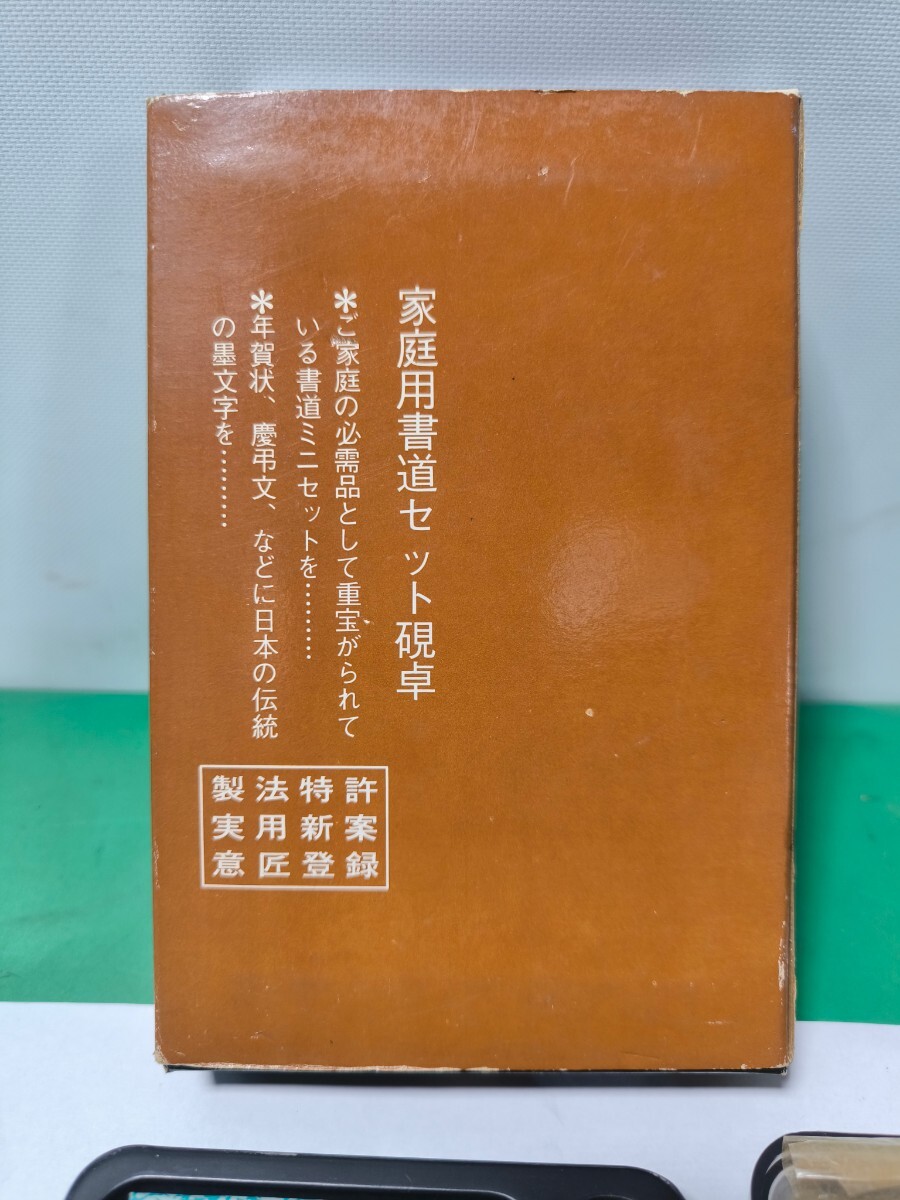 家庭用書道セット硯卓
＊ご家庭の必需品として重宝がられて
いる書道ミニセットを………
＊年賀状、慶弔文、などに日本の伝統
の墨文字を………
製法特許
実用新案
意匠登録